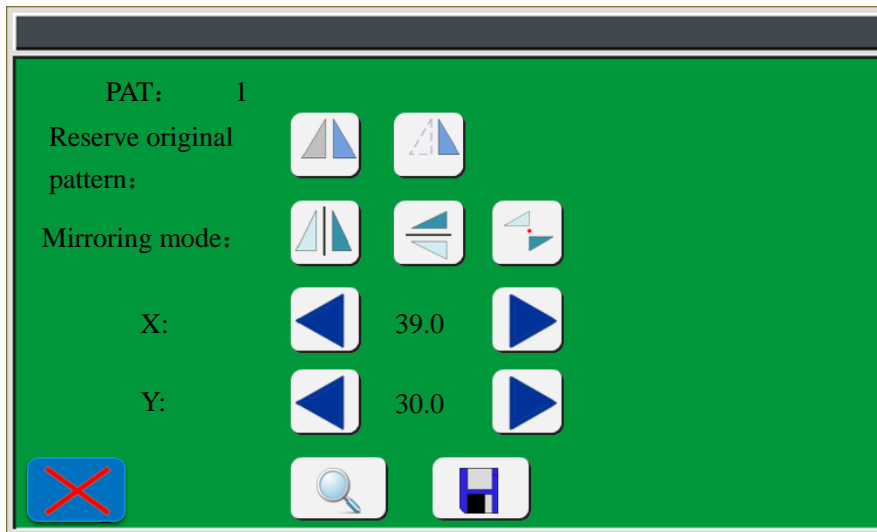 PAT：  1
Reserve original
pattern：
Mirroring mode：
X:  39.0
Y:  30.0